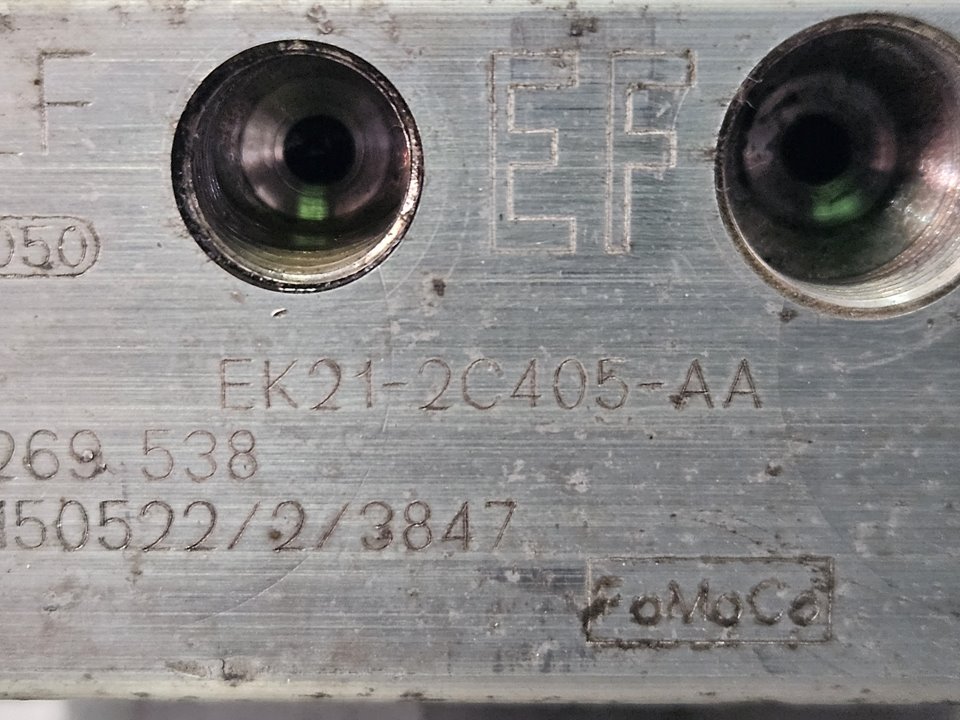 F
EF
050
EK21-2C405-AA
269 538
150522/2/3847
FoMoCo